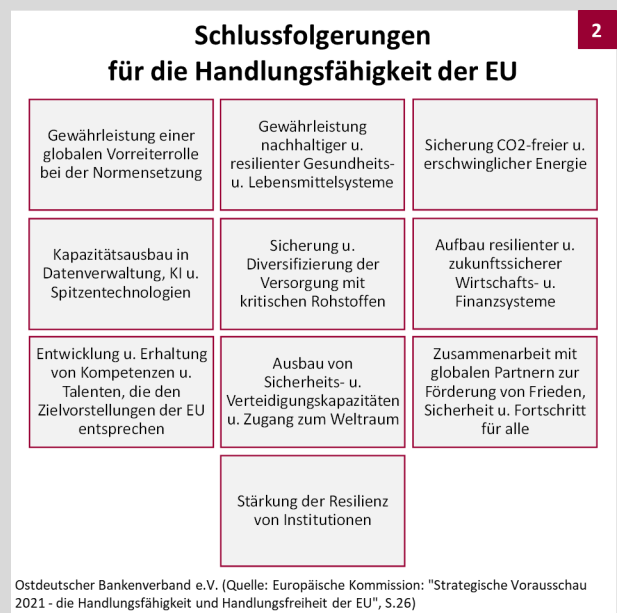 2
Schlussfolgerungen
für die Handlungsfähigkeit der EU
Gewährleistung einer
globalen Vorreiterrolle
bei der Normensetzung
Gewährleistung
nachhaltiger u.
resilienter Gesundheits-
u. Lebensmittelsysteme
Sicherung CO2-freier u.
erschwinglicher Energie
Kapazitätsausbau in
Datenverwaltung, KI u.
Spitzentechnologien
Sicherung u.
Diversifizierung der
Versorgung mit
kritischen Rohstoffen
Aufbau resilienter u.
zukunftssicherer
Wirtschafts- u.
Finanzsysteme
Entwicklung u. Erhaltung
von Kompetenzen u.
Talenten, die den
Zielvorstellungen der EU
entsprechen
Ausbau von
Sicherheits- u.
Verteidigungskapazitäten
u. Zugang zum Weltraum
Zusammenarbeit mit
globalen Partnern zur
Förderung von Frieden,
Sicherheit u. Fortschritt
für alle
Stärkung der Resilienz
von Institutionen
Ostdeutscher Bankenverband e.V. (Quelle: Europäische Kommission: "Strategische Vorausschau
2021 - die Handlungsfähigkeit und Handlungsfreiheit der EU", S.26)